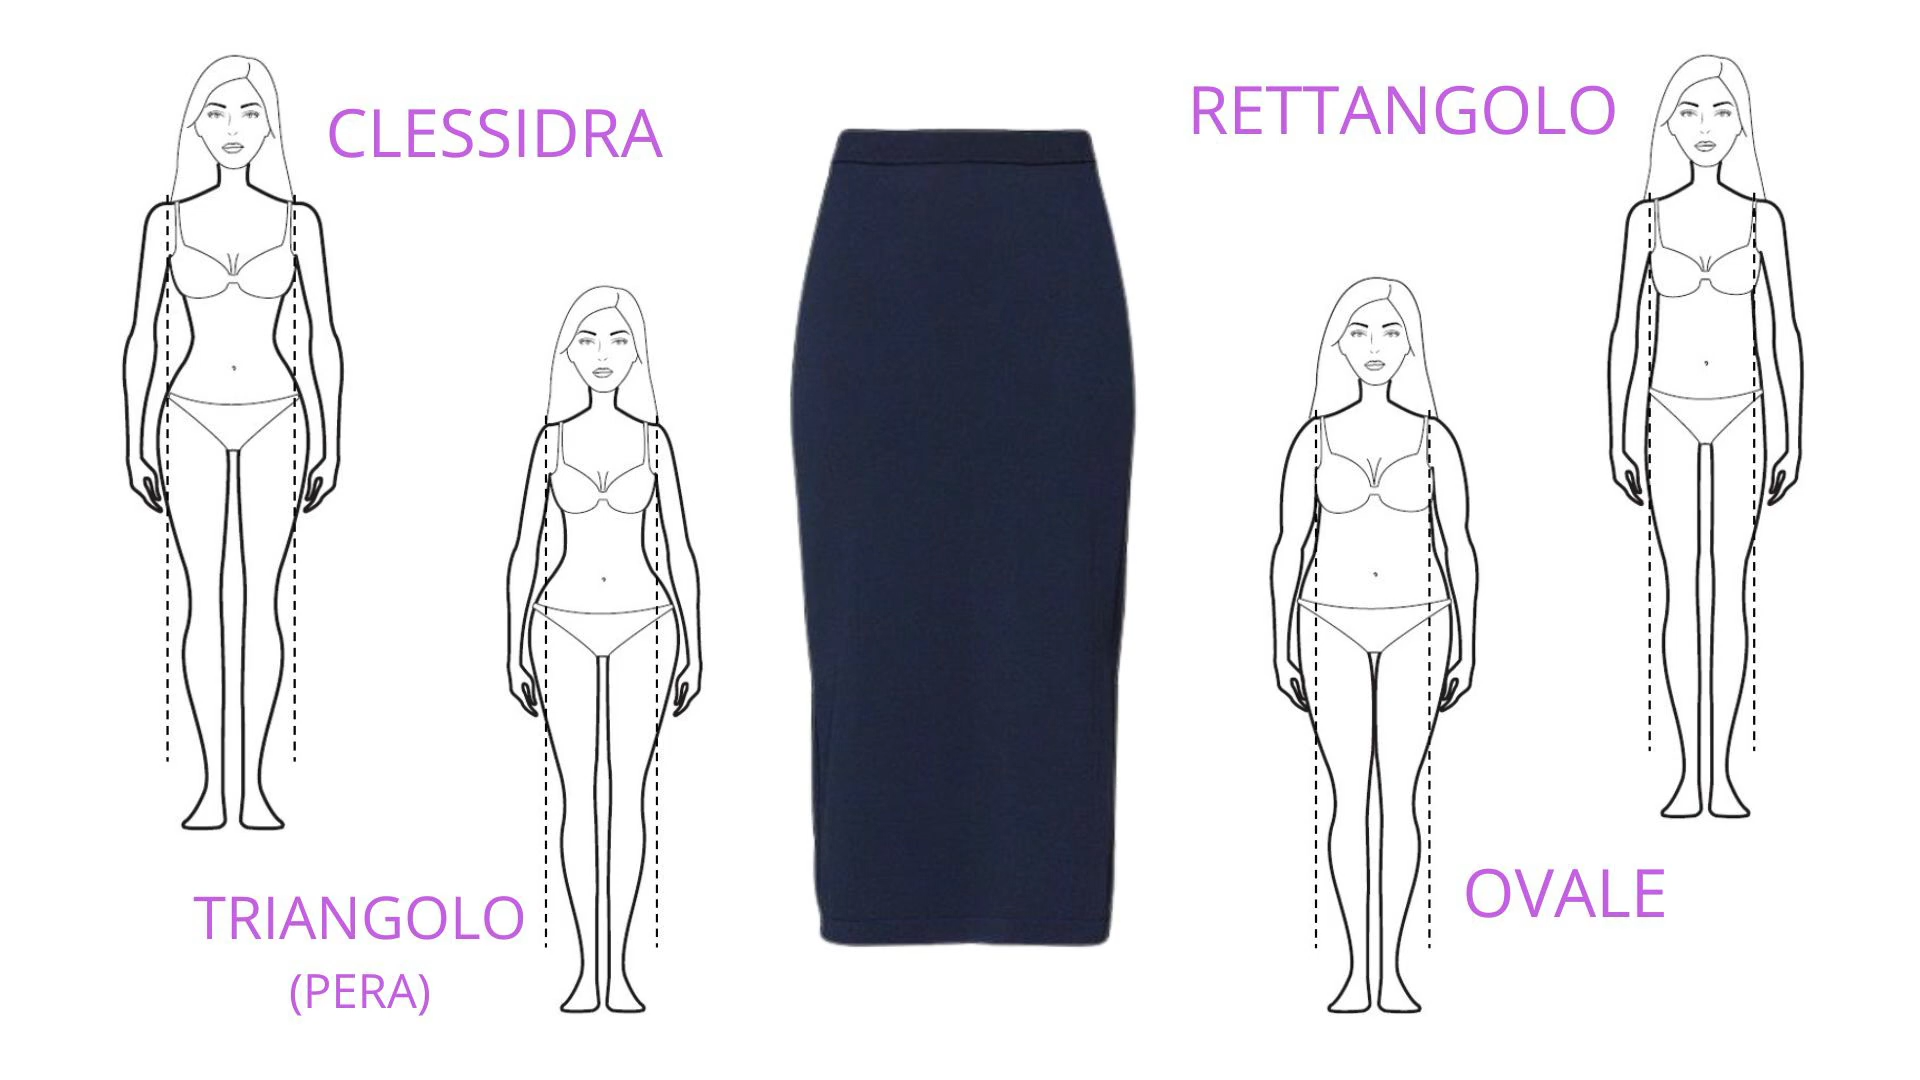 CLESSIDRA
RETTANGOLO
TRIANGOLO
(PERA)
OVALE